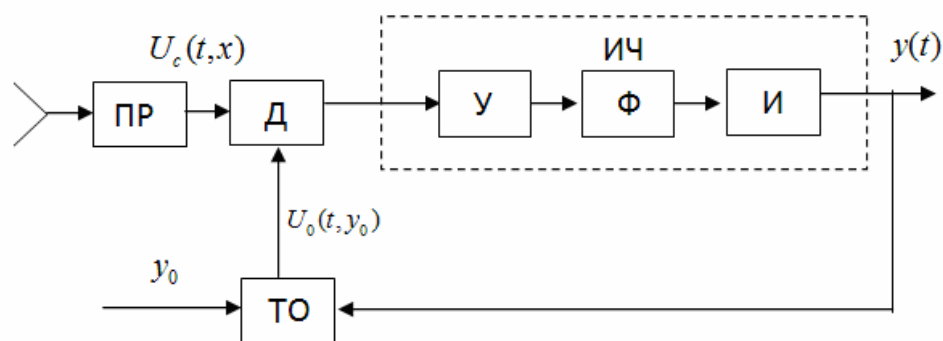 U_c(t,x)
ИЧ
y(t)
ПР
Д
У
Ф
И
U_0(t,y_0)
y_0
ТО